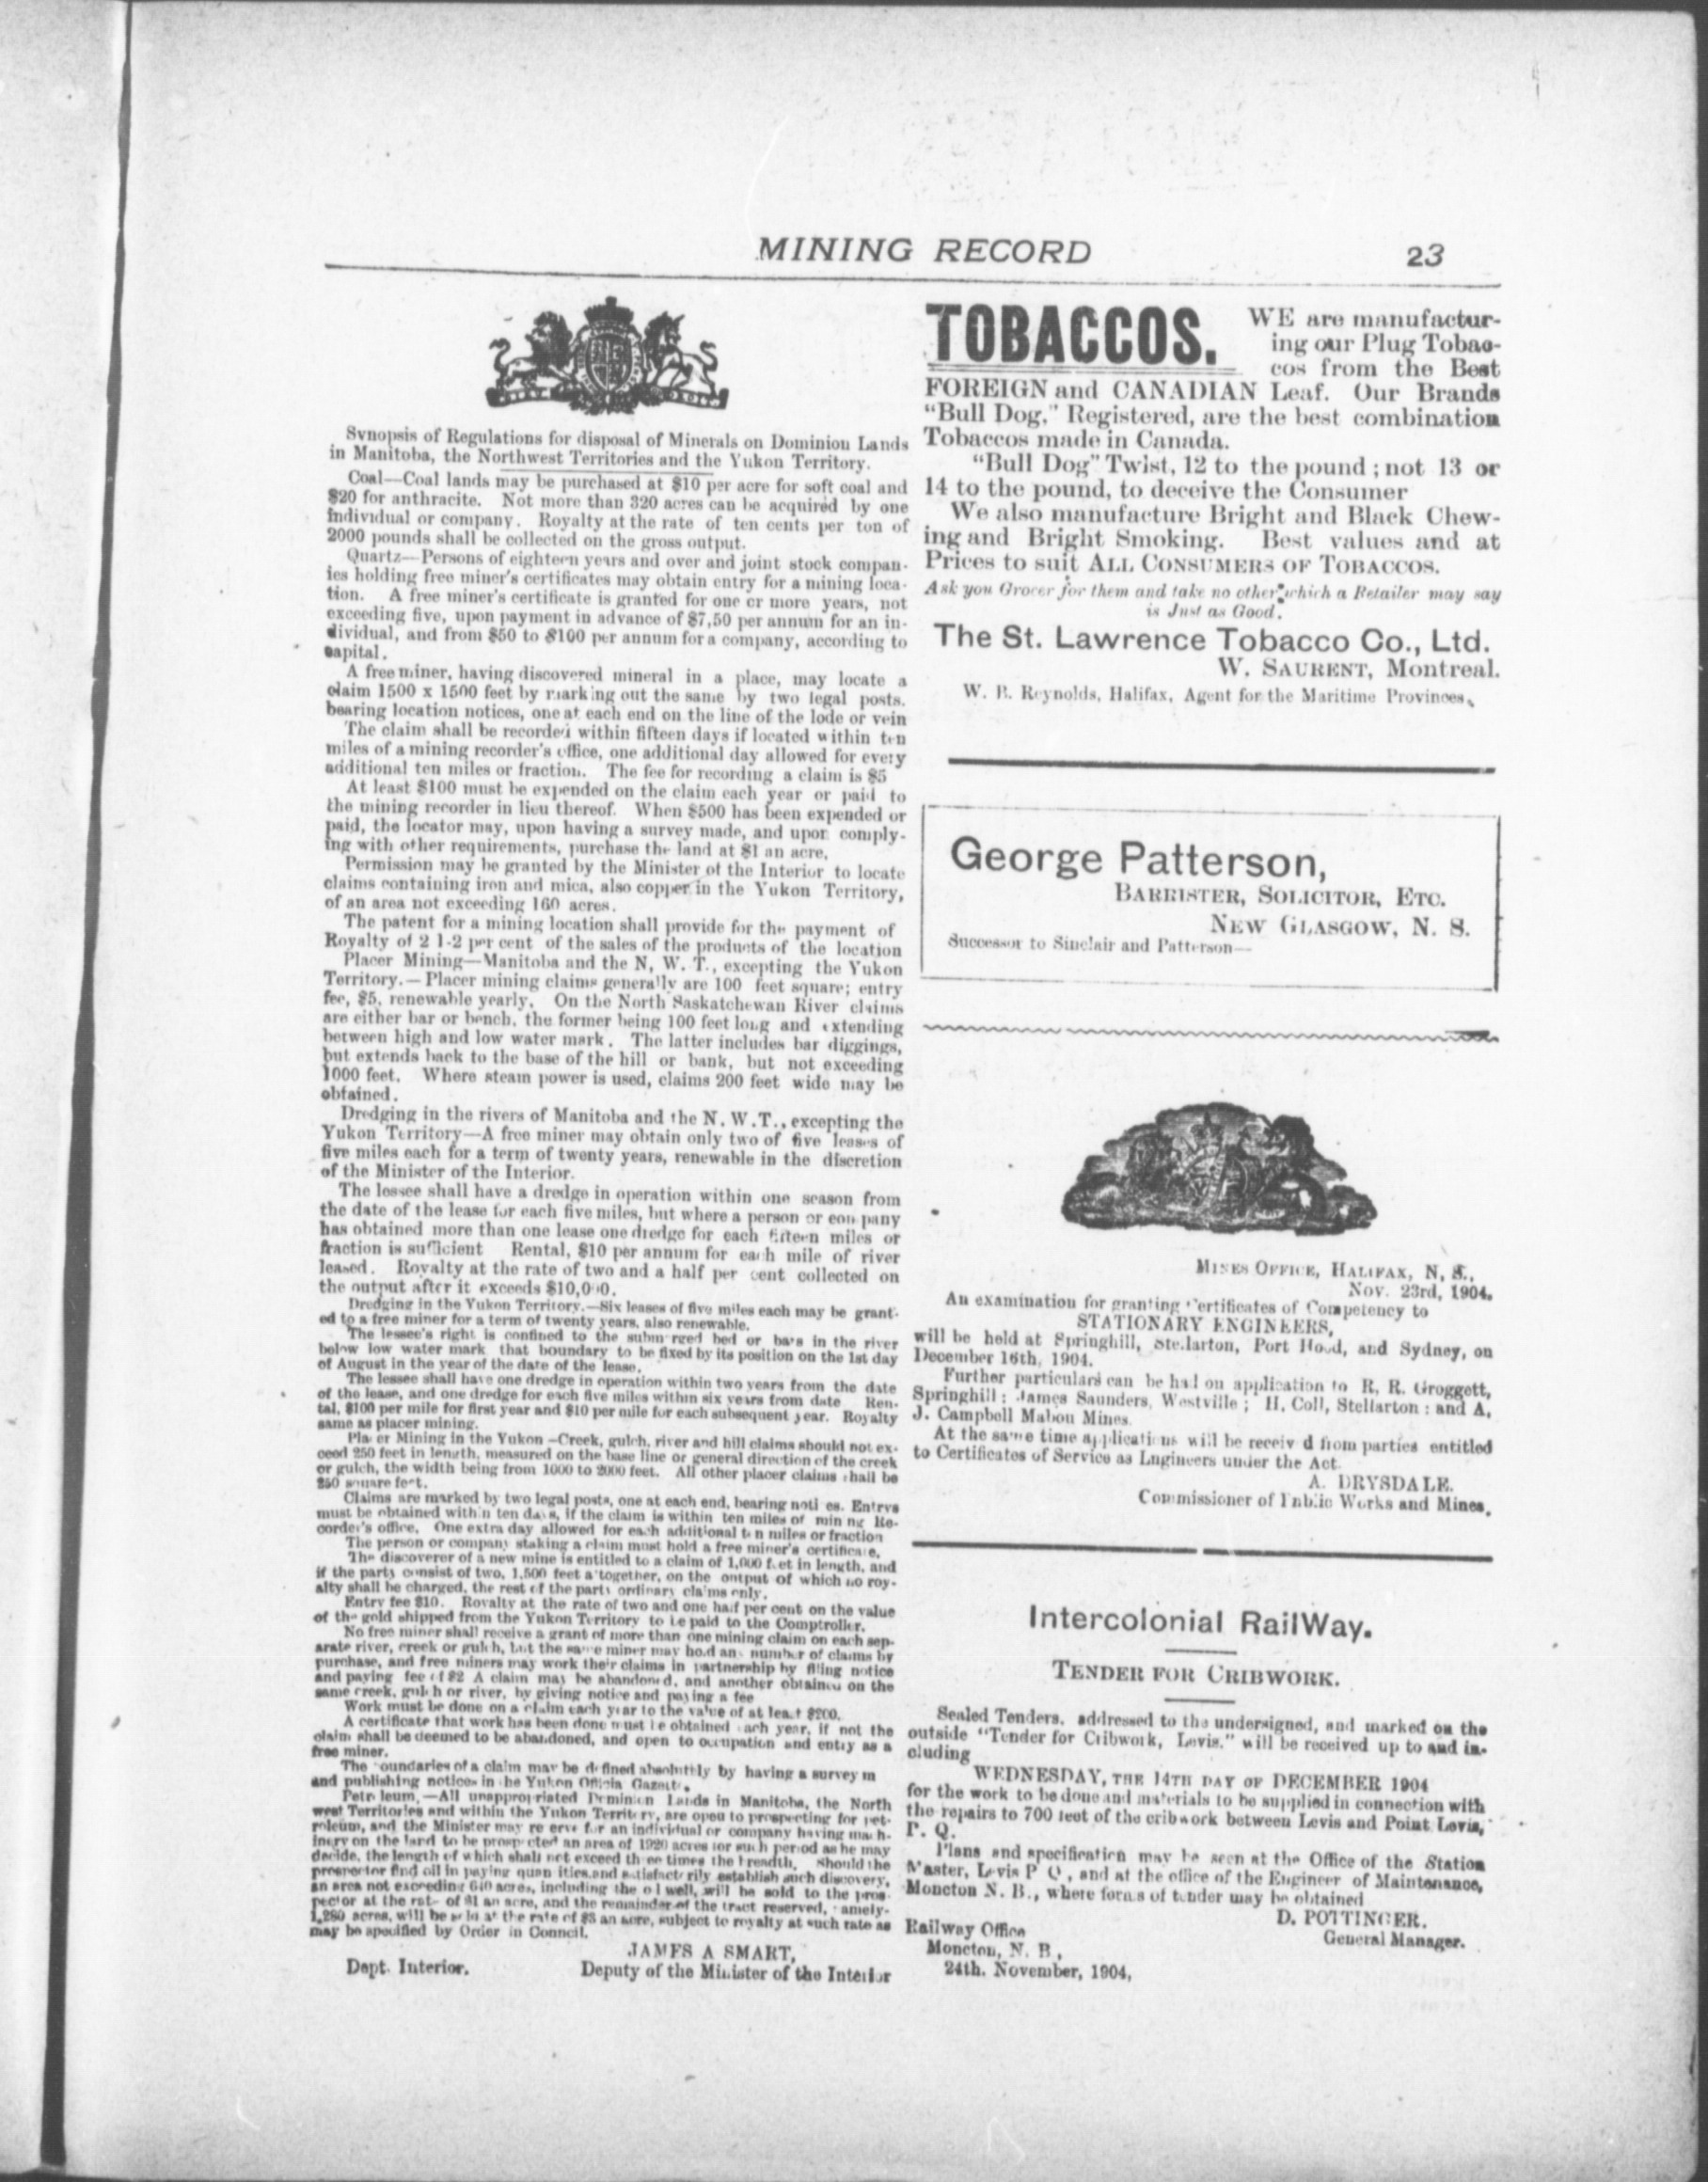 MINING RECORD 23
Synopsis of Regulations for disposal of Minerals on Dominion Lands
in Manitoba, the Northwest Territories and the Yukon Territory.
Coal—Coal lands may be purchased at $10 per acre for soft coal and
$20 for anthracite. Not more than 320 acres can be acquired by one
individual or company. Royalty at the rate of ten cents per ton of
2000 pounds shall be collected on the gross output.
Quartz—Persons of eighteen years and over and joint stock compan-
ies holding free miner's certificates may obtain entry for a mining loca-
tion. A free miner's certificate is granted for one or more years, not
exceeding five, upon payment in advance of $7,50 per annum for an in-
dividual, and from $50 to $100 per annum for a company, according to
capital.
A free miner, having discovered mineral in a place, may locate a
claim 1500 x 1500 feet by marking out the same by two legal posts.
bearing location notices, one at each end on the line of the lode or vein
The claim shall be recorded within fifteen days if located within ten
miles of a mining recorder's office, one additional day allowed for every
additional ten miles or fraction. The fee for recording a claim is $5
At least $100 must be expended on the claim each year or paid to
the mining recorder in lieu thereof. When $500 has been expended or
paid, the locator may, upon having a survey made, and upon comply-
ing with other requirements, purchase the land at $1 an acre.
Permission may be granted by the Minister of the Interior to locate
claims containing iron and mica, also copper in the Yukon Territory,
of an area not exceeding 160 acres.
The patent for a mining location shall provide for the payment of
Royalty of 2 1-2 per cent of the sales of the products of the location
Placer Mining—Manitoba and the N, W. T., excepting the Yukon
Territory.—Placer mining claims generally are 100 feet square; entry
fee, $5, renewable yearly. On the North Saskatchewan River claims
are either bar or bench, the former being 100 feet long and extending
between high and low water mark. The latter includes bar diggings,
but extends back to the base of the hill or bank, but not exceeding
1000 feet. Where steam power is used, claims 200 feet wide may be
obtained.
Dredging in the rivers of Manitoba and the N. W.T., excepting the
Yukon Territory—A free miner may obtain only two of five leases of
five miles each for a term of twenty years, renewable in the discretion
of the Minister of the Interior.
The lessee shall have a dredge in operation within one season from
the date of the lease for each five miles, but where a person or company
has obtained more than one lease one dredge for each fifteen miles or
fraction is sufficient Rental, $10 per annum for each mile of river
leased. Royalty at the rate of two and a half per cent collected on
the output after it exceeds $10,000.
Dredging in the Yukon Territory.—Six leases of five miles each may be grant-
ed to a free miner for a term of twenty years, also renewable.
The lessee's right is confined to the submerged bed or bars in the river
below low water mark that boundary to be fixed by its position on the 1st day
of August in the year of the date of the lease.
The lessee shall have one dredge in operation within two years from the date
of the lease, and one dredge for each five miles within six years from date Ren-
tal, $100 per mile for first year and $10 per mile for each subsequent year. Royalty
same as placer mining.
Placer Mining in the Yukon—Creek, gulch, river and hill claims should not ex-
ceed 250 feet in length, measured on the base line or general direction of the creek
or gulch, the width being from 1000 to 2000 feet. All other placer claims shall be
250 square feet.
Claims are marked by two legal posts, one at each end, bearing notices. Entrys
must be obtained within ten days, if the claim is within ten miles of mining Re-
corder's office. One extra day allowed for each additional ten miles or fraction
The person or company staking a claim must hold a free miner's certificate.
The discoverer of a new mine is entitled to a claim of 1,000 feet in length, and
if the party consist of two, 1,500 feet altogether, on the output of which no roy-
alty shall be charged, the rest of the party ordinary claims only.
Entry fee $10. Royalty at the rate of two and one half per cent on the value
of the gold shipped from the Yukon Territory to be paid to the Comptroller.
No free miner shall receive a grant of more than one mining claim on each sep-
arate river, creek or gulch, but the same miner may hold any number of claims by
purchase, and free miners may work their claims in partnership by filing notice
and paying fee of $2 A claim may be abandoned, and another obtained on the
same creek, gulch or river, by giving notice and paying a fee
Work must be done on a claim each year to the value of at least $200.
A certificate that work has been done must be obtained each year, if not the
claim shall be deemed to be abandoned, and open to occupation and entry as a
free miner.
The boundaries of a claim may be defined absolutely by having a survey m
and publishing notices in the Yukon Official Gazette.
Petroleum,—All unappropriated Dominion Lands in Manitoba, the North
west Territories and within the Yukon Territory, are open to prospecting for pet-
roleum, and the Minister may reserve for an individual or company having mach-
inery on the land to be prospected an area of 1920 acres for such period as he may
decide, the length of which shall not exceed three times the breadth. Should the
prospector find oil in paying quantities,and satisfactorily establish such discovery,
an area not exceeding 640 acres, including the oil well, will be sold to the pros-
pector at the rate of $1 an acre, and the remainder of the tract reserved, namely-
1,280 acres, will be sold at the rate of $3 an acre, subject to royalty at such rate as
may be specified by Order in Council.
JAMES A SMART,
Dept. Interior. Deputy of the Minister of the Interior
TOBACCOS. WE are manufactur-
ing our Plug Tobac-
cos from the Best
FOREIGN and CANADIAN Leaf. Our Brands
"Bull Dog," Registered, are the best combination
Tobaccos made in Canada.
"Bull Dog" Twist, 12 to the pound; not 13 or
14 to the pound, to deceive the Consumer
We also manufacture Bright and Black Chew-
ing and Bright Smoking. Best values and at
Prices to suit ALL CONSUMERS OF TOBACCOS.
Ask you Grocer for them and take no other which a Retailer may say
is Just as Good.
The St. Lawrence Tobacco Co., Ltd.
W. SAURENT, Montreal.
W. B. Reynolds, Halifax, Agent for the Maritime Provinces,
George Patterson,
BARRISTER, SOLICITOR, ETC.
NEW GLASGOW, N. S.
Successor to Sinclair and Patterson—
MINES OFFICE, HALIFAX, N, S.,
Nov. 23rd, 1904.
An examination for granting Certificates of Competency to
STATIONARY ENGINEERS,
will be held at Springhill, Stellarton, Port Hood, and Sydney, on
December 16th, 1904.
Further particulars can be had on application to R, R. Groggett,
Springhill; James Saunders, Westville; H, Coll, Stellarton: and A,
J. Campbell Mabou Mines.
At the same time applications will be receiv d from parties entitled
to Certificates of Service as Engineers under the Act.
A. DRYSDALE.
Commissioner of Public Works and Mines.
Intercolonial RailWay.
TENDER FOR CRIBWORK.
Sealed Tenders, addressed to the undersigned, and marked on the
outside "Tender for Cribwork, Levis." will be received up to and in-
cluding
WEDNESDAY, THE 14TH DAY OF DECEMBER 1904
for the work to be done and materials to be supplied in connection with
the repairs to 700 feet of the cribwork between Levis and Point Levis,
P. Q.
Plans and specification may be seen at the Office of the Station
Master, Levis P Q, and at the office of the Engineer of Maintenance,
Moncton N. B., where forms of tender may be obtained
D. POTTINGER.
General Manager.
Railway Office
Moncton, N. B,
24th. November, 1904,